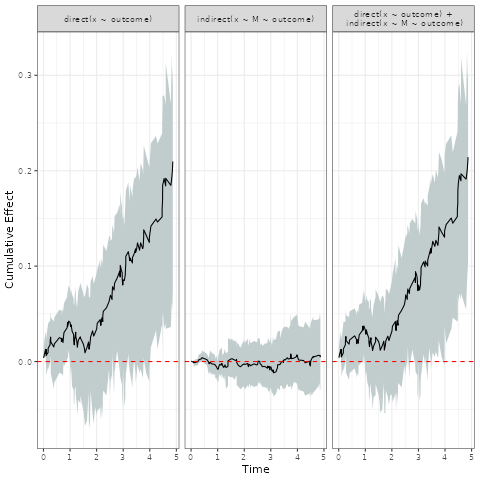 direct(x ~ outcome)
indirect(x ~ M ~ outcome)
direct(x ~ outcome) +
indirect(x ~ M ~ outcome)
Cumulative Effect
0.3
0.2
0.1
0.0
0 1 2 3 4 5
0 1 2 3 4 5
0 1 2 3 4 5
Time